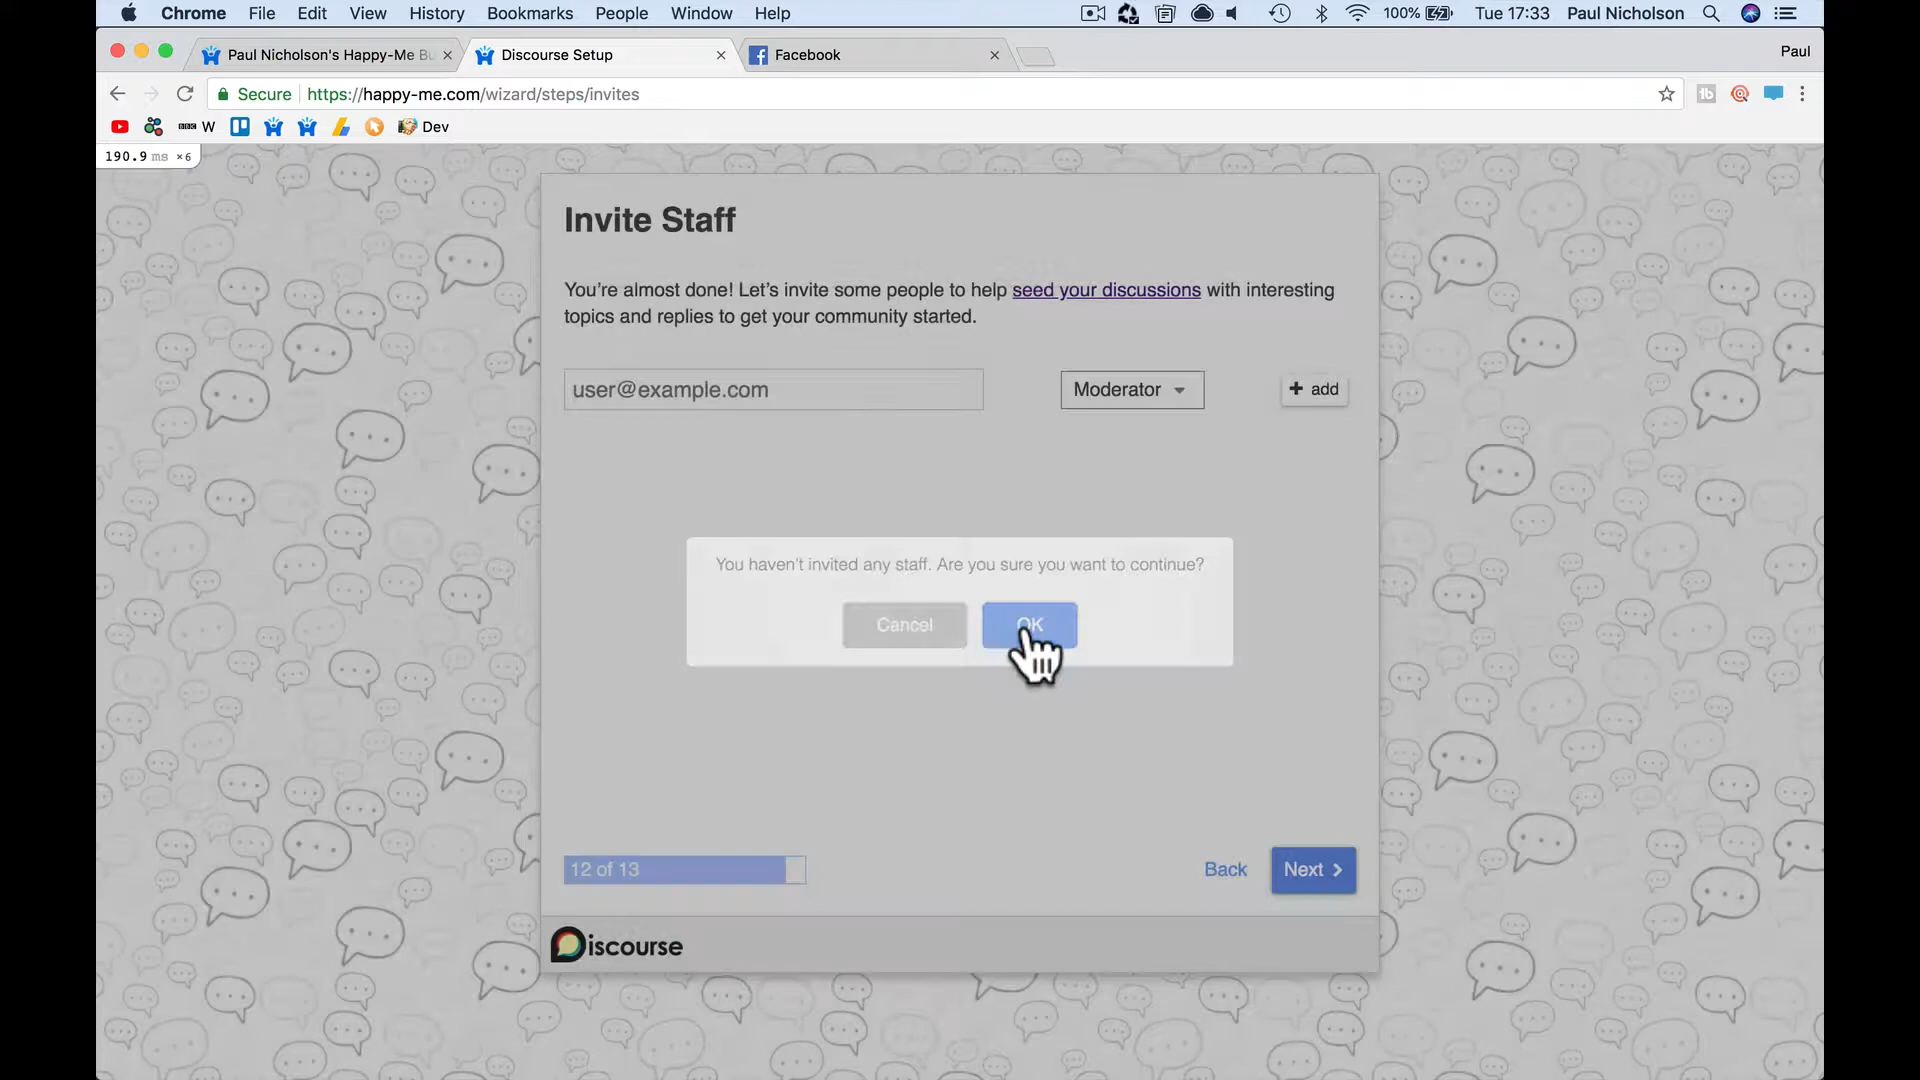 Chrome File Edit View History Bookmarks People Window Help 100% Tue 17:33 Paul Nicholson
Paul Nicholson's Happy-Me Bu Discourse Setup Facebook Paul
Secure https://happy-me.com/wizard/steps/invites
BBC W Dev
190.9 ms ×6
Invite Staff
You're almost done! Let's invite some people to help seed your discussions with interesting
topics and replies to get your community started.
user@example.com Moderator + add
You haven't invited any staff. Are you sure you want to continue?
Cancel OK
12 of 13 Back Next
Discourse